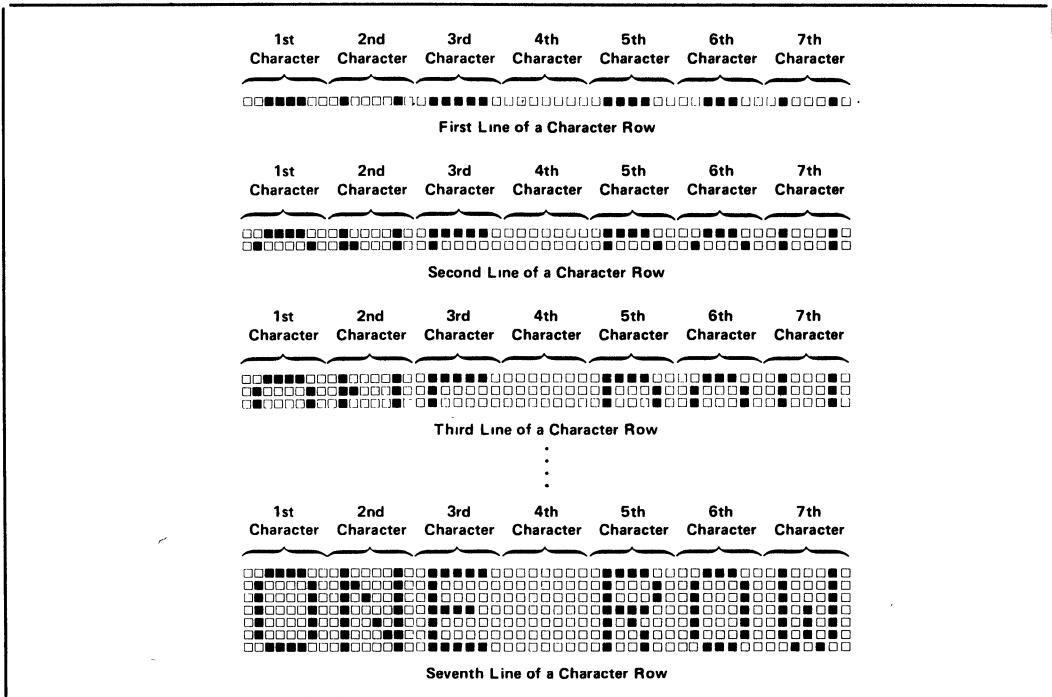 1st 2nd 3rd 4th 5th 6th 7th
Character Character Character Character Character Character Character
First Line of a Character Row
1st 2nd 3rd 4th 5th 6th 7th
Character Character Character Character Character Character Character
Second Line of a Character Row
1st 2nd 3rd 4th 5th 6th 7th
Character Character Character Character Character Character Character
Third Line of a Character Row
1st 2nd 3rd 4th 5th 6th 7th
Character Character Character Character Character Character Character
ONE ROW
Seventh Line of a Character Row